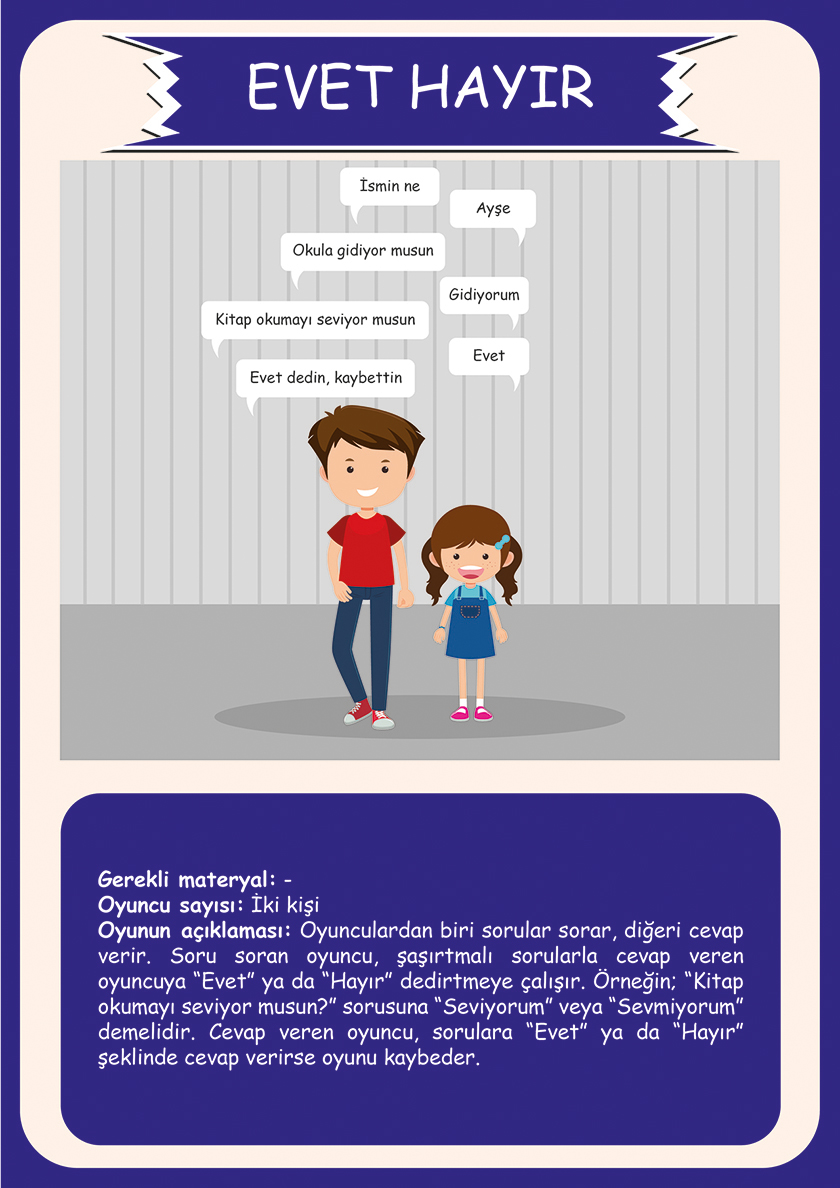 EVET HAYIR
İsmin ne
Ayşe
Okula gidiyor musun
Gidiyorum
Kitap okumayı seviyor musun
Evet
Evet dedin, kaybettin
Gerekli materyal: -
Oyuncu sayısı: İki kişi
Oyunun açıklaması: Oyunculardan biri sorular sorar, diğeri cevap
verir. Soru soran oyuncu, şaşırtmalı sorularla cevap veren
oyuncuya “Evet” ya da “Hayır” dedirtmeye çalışır. Örneğin; “Kitap
okumayı seviyor musun?” sorusuna “Seviyorum” veya “Sevmiyorum”
demelidir. Cevap veren oyuncu, sorulara “Evet” ya da “Hayır”
şeklinde cevap verirse oyunu kaybeder.